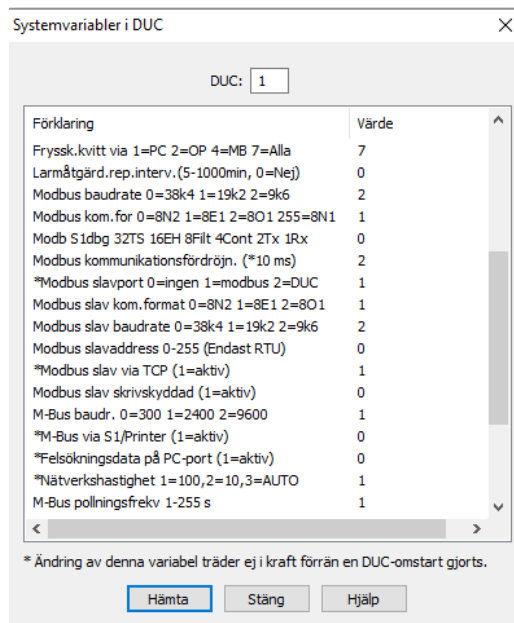 Systemvariabler i DUC
DUC: 1
Förklaring Värde
Fryssk.kvitt via 1=PC 2=OP 4=MB 7=Alla 7
Larmåtgärd.rep.interv.(5-1000min, 0=Nej) 0
Modbus baudrate 0=38k4 1=19k2 2=9k6 2
Modbus kom.for 0=8N2 1=8E1 2=8O1 255=8N1 1
Modb S1dbg 32TS 16EH 8Filt 4Cont 2Tx 1Rx 0
Modbus kommunikationsfördröjn. (*10 ms) 2
*Modbus slavport 0=ingen 1=modbus 2=DUC 1
Modbus slav kom.format 0=8N2 1=8E1 2=8O1 1
Modbus slav baudrate 0=38k4 1=19k2 2=9k6 2
Modbus slavaddress 0-255 (Endast RTU) 0
*Modbus slav via TCP (1=aktiv) 1
Modbus slav skrivskyddad (1=aktiv) 0
M-Bus baudr. 0=300 1=2400 2=9600 1
*M-Bus via S1/Printer (1=aktiv) 0
*Felsökningsdata på PC-port (1=aktiv) 0
*Nätverkshastighet 1=100,2=10,3=AUTO 1
M-Bus pollningsfrekv 1-255 s 1
* Ändring av denna variabel träder ej i kraft förrän en DUC-omstart gjorts.
Hämta Stäng Hjälp